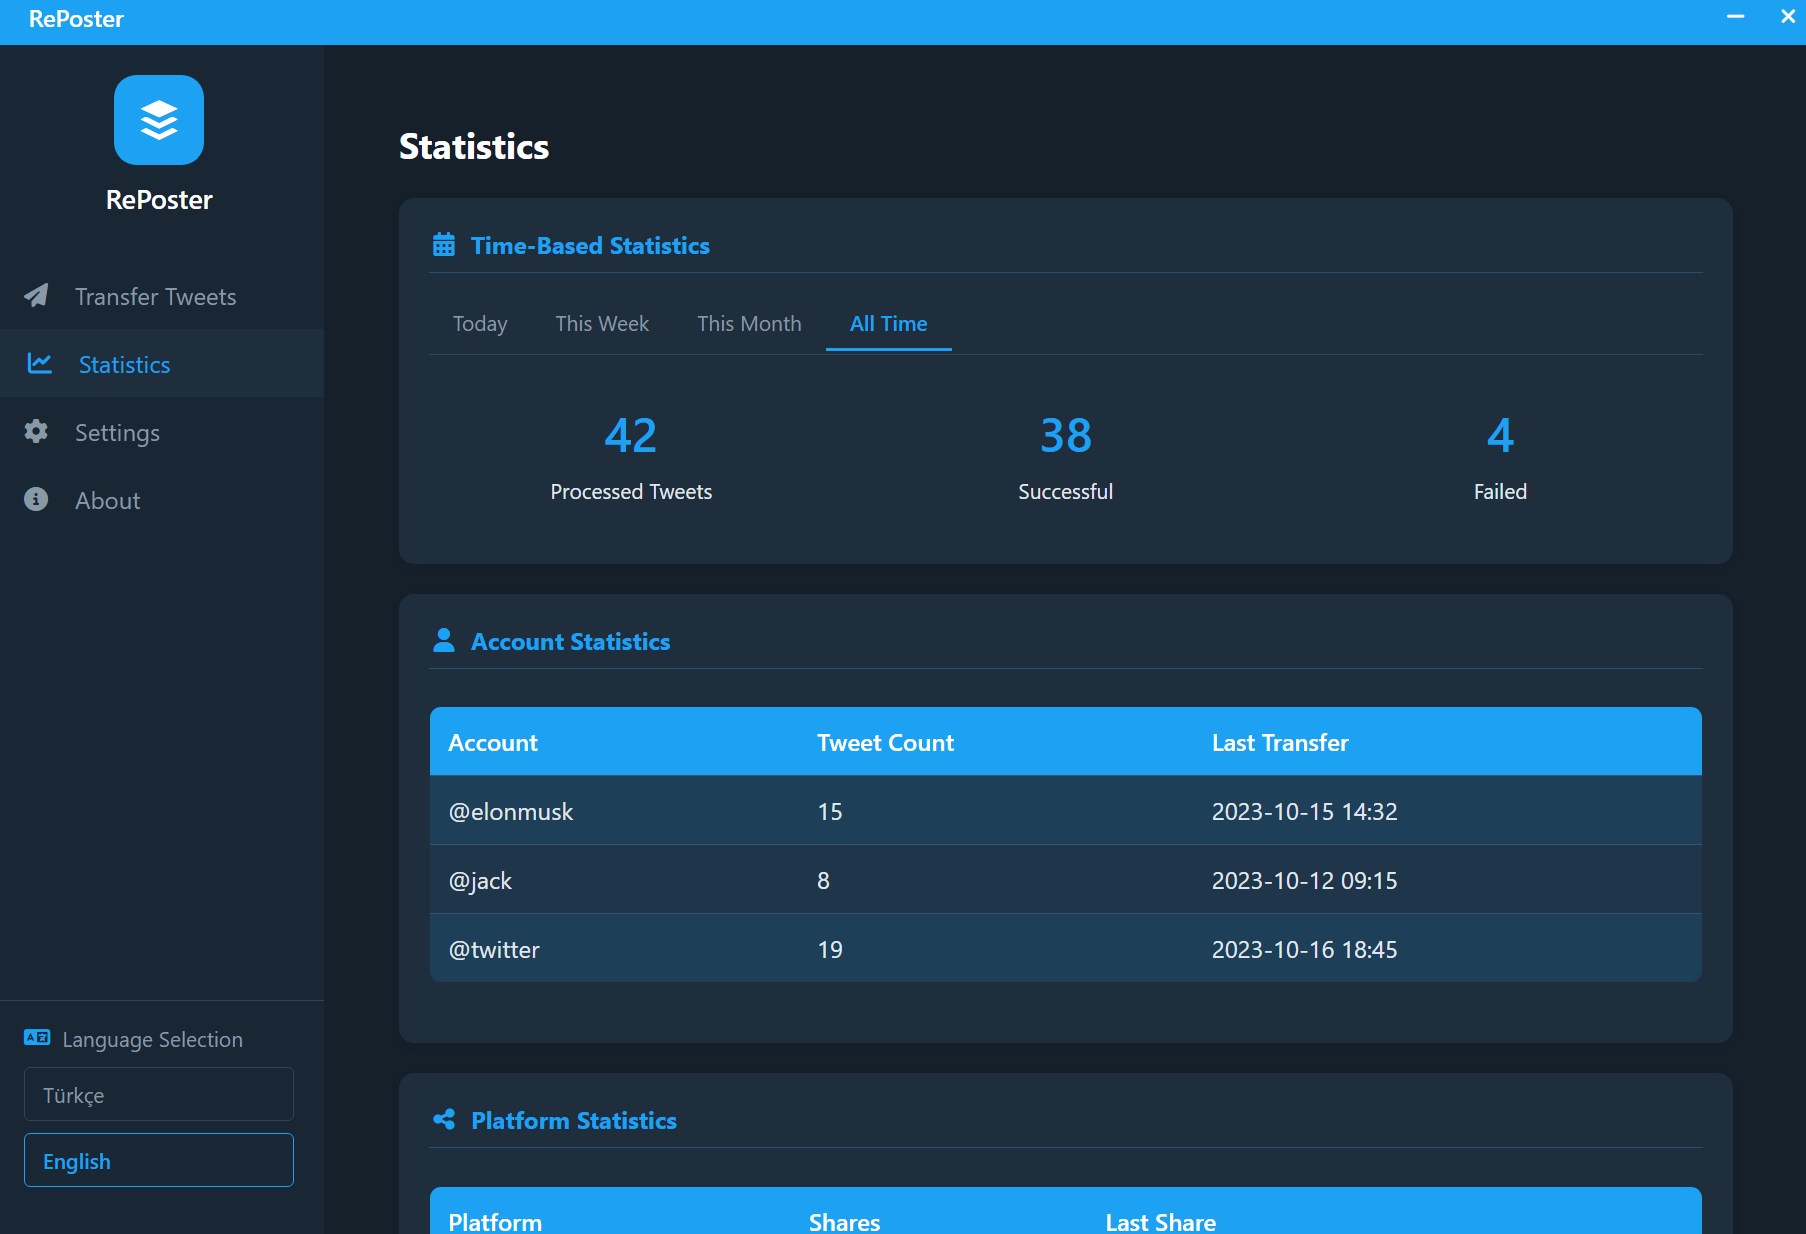 RePoster
RePoster
Transfer Tweets
Statistics
Settings
About
Language Selection
Türkçe
English
Statistics
Time-Based Statistics
Today This Week This Month All Time
42 38 4
Processed Tweets Successful Failed
Account Statistics
Account Tweet Count Last Transfer
@elonmusk 15 2023-10-15 14:32
@jack 8 2023-10-12 09:15
@twitter 19 2023-10-16 18:45
Platform Statistics
Platform Shares Last Share